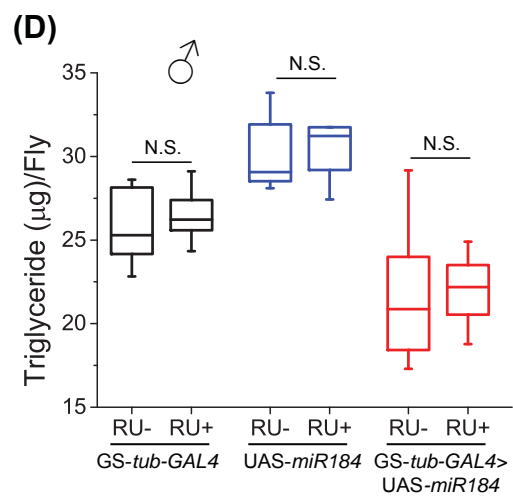 (D)
N.S.
N.S.
N.S.
Triglyceride (μg)/Fly
35
30
25
20
15
RU- RU+ RU- RU+ RU- RU+
GS-tub-GAL4 UAS-miR184 GS-tub-GAL4>
UAS-miR184